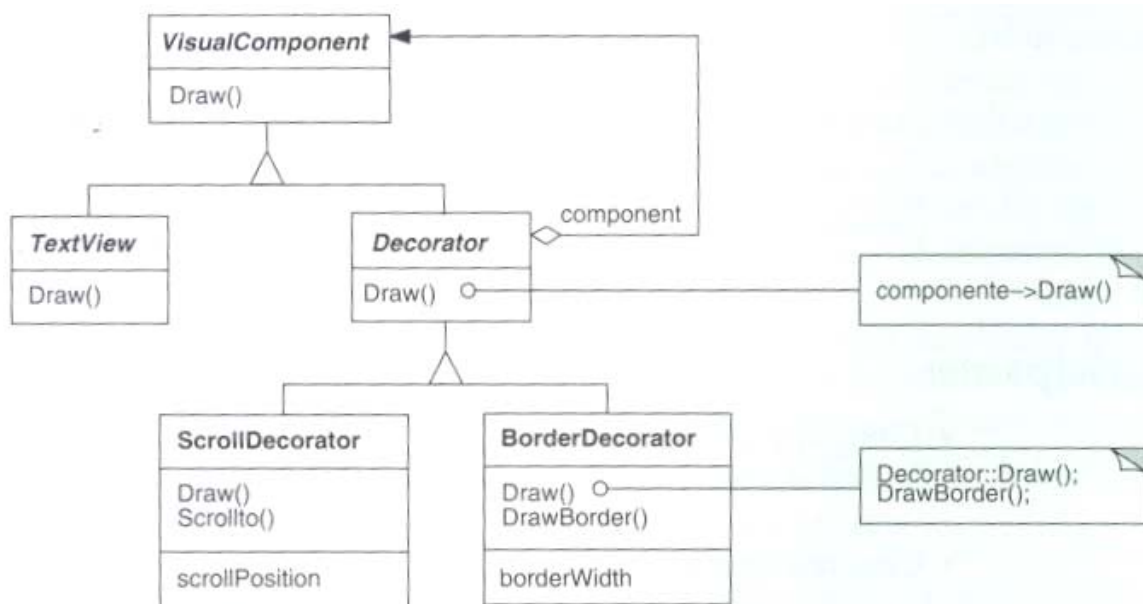 VisualComponent
Draw()
TextView
Draw()
Decorator
Draw()
component
componente–>Draw()
ScrollDecorator
Draw()
Scrollto()
scrollPosition
BorderDecorator
Draw()
DrawBorder()
borderWidth
Decorator::Draw();
DrawBorder();